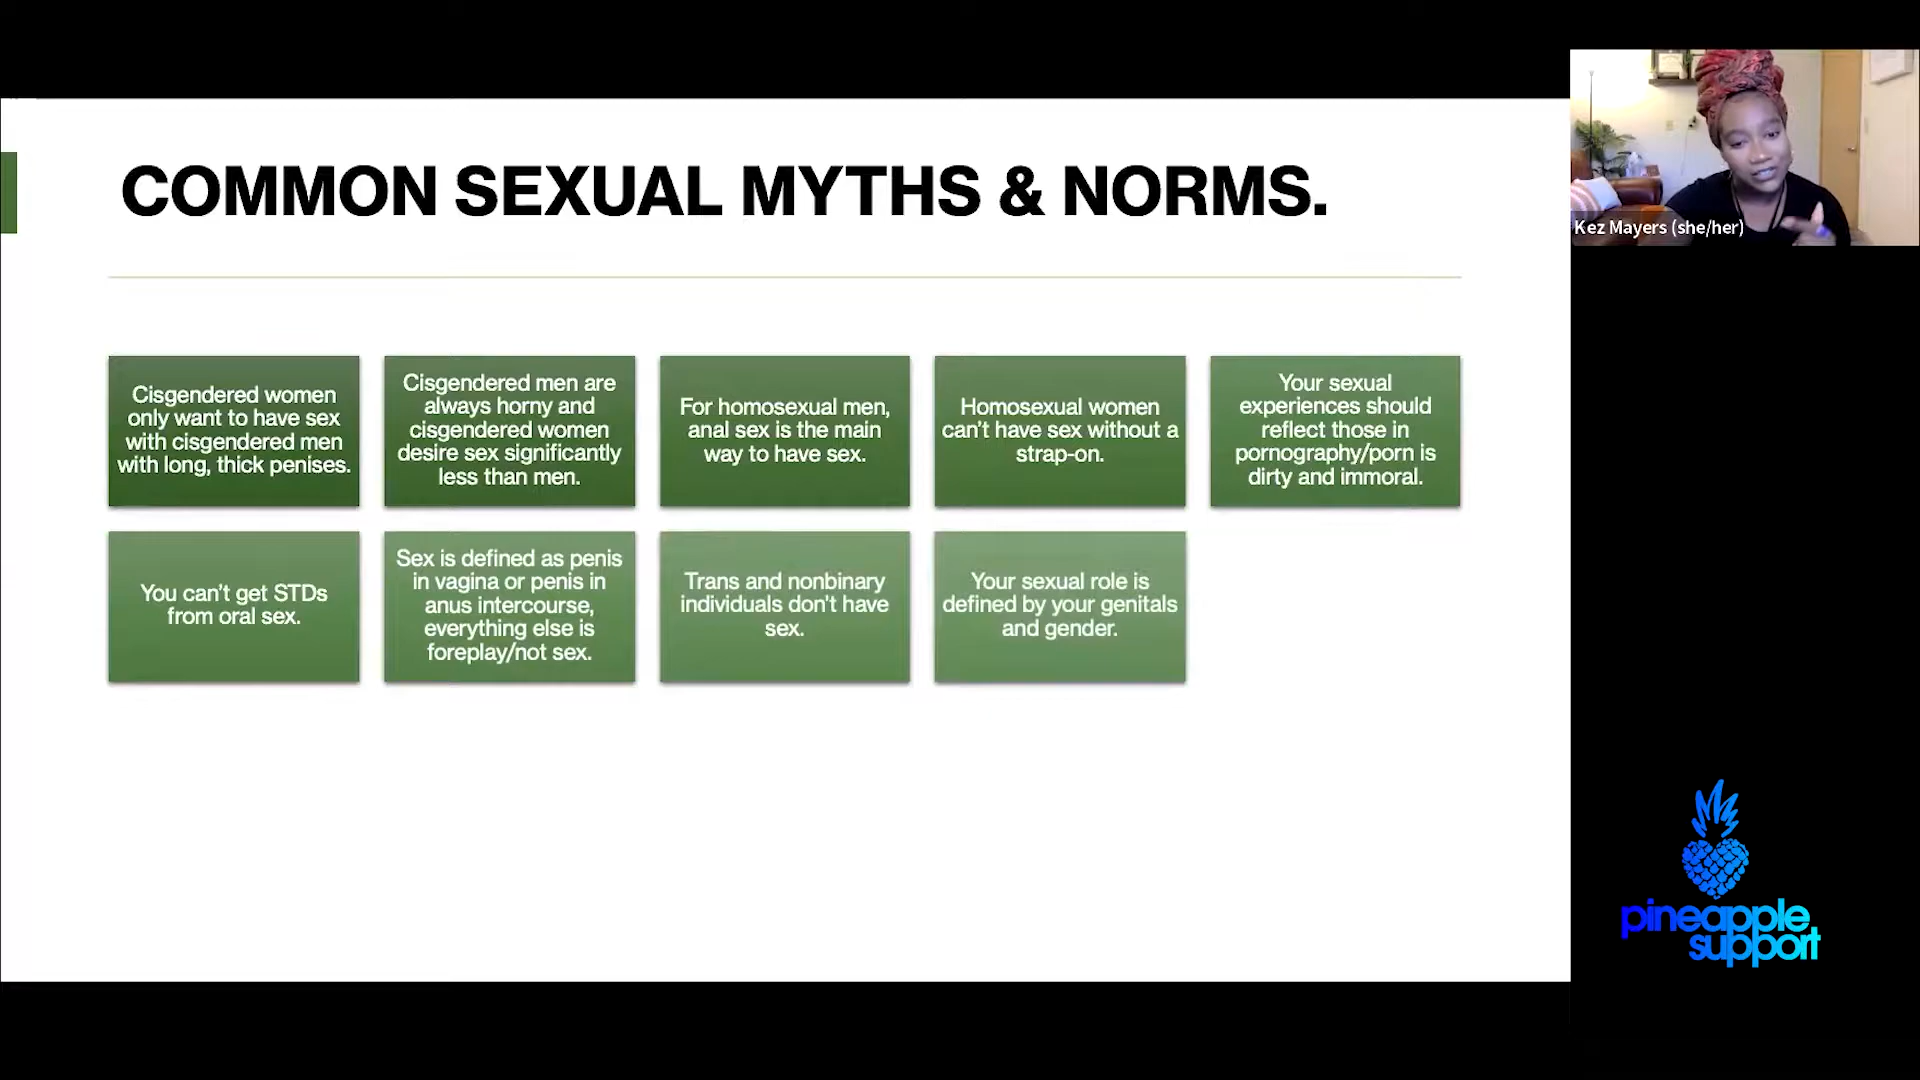 COMMON SEXUAL MYTHS & NORMS.
Cisgendered women
only want to have sex
with cisgendered men
with long, thick penises.
Cisgendered men are
always horny and
cisgendered women
desire sex significantly
less than men.
For homosexual men,
anal sex is the main
way to have sex.
Homosexual women
can't have sex without a
strap-on.
Your sexual
experiences should
reflect those in
pornography/porn is
dirty and immoral.
You can't get STDs
from oral sex.
Sex is defined as penis
in vagina or penis in
anus intercourse,
everything else is
foreplay/not sex.
Trans and nonbinary
individuals don't have
sex.
Your sexual role is
defined by your genitals
and gender.
Kez Mayers (she/her)
pineapple
support